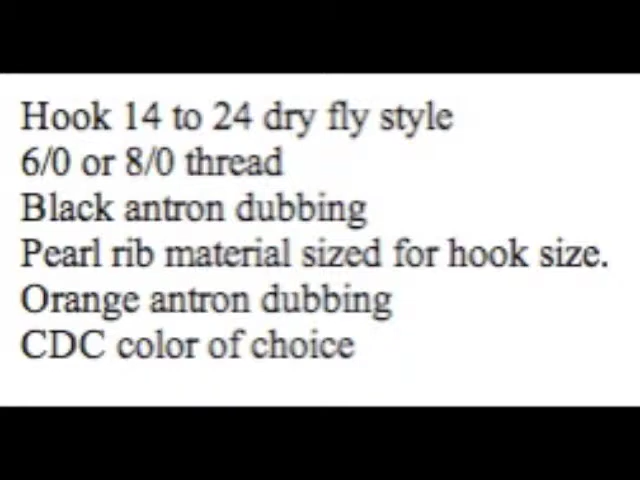 Hook 14 to 24 dry fly style
6/0 or 8/0 thread
Black antron dubbing
Pearl rib material sized for hook size.
Orange antron dubbing
CDC color of choice